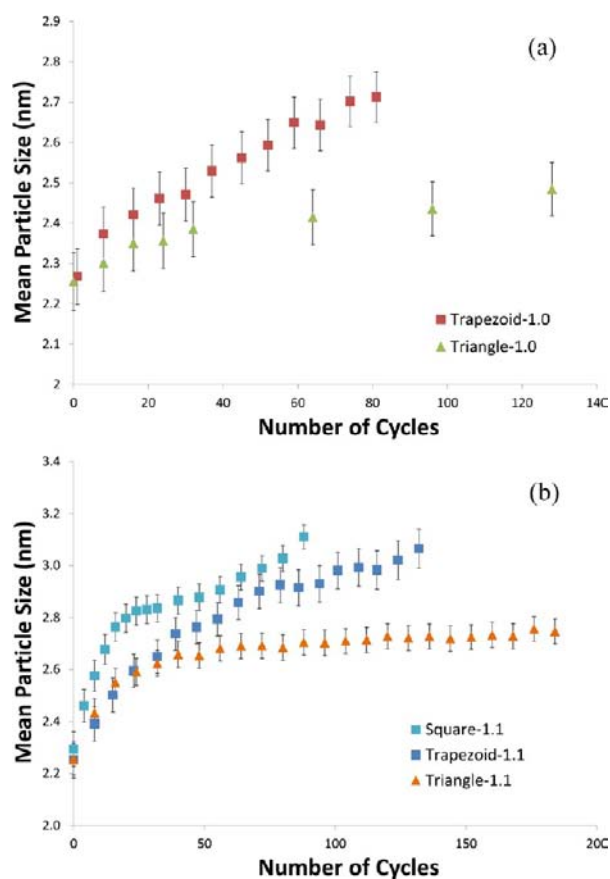 (a)
Mean Particle Size (nm)
2.9
2.8
2.7
2.6
2.5
2.4
2.3
2.2
2.1
2
Trapezoid-1.0
Triangle-1.0
0 20 40 60 80 100 120 140
Number of Cycles
(b)
Mean Particle Size (nm)
3.4
3.2
3.0
2.8
2.6
2.4
2.2
2.0
Square-1.1
Trapezoid-1.1
Triangle-1.1
0 50 100 150 200
Number of Cycles